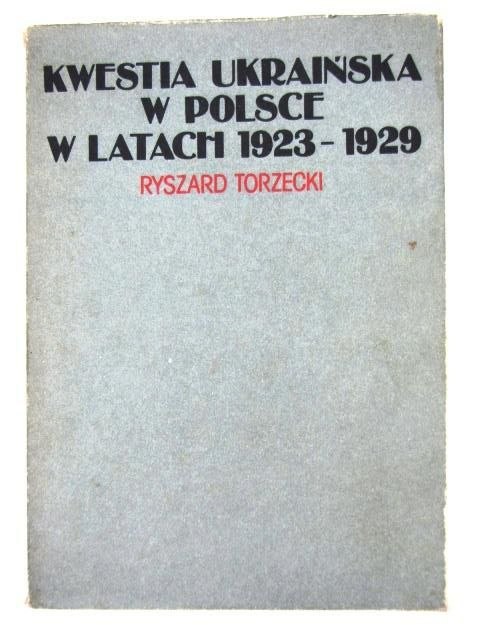 KWESTIA UKRAIŃSKA
W POLSCE
W LATACH 1923-1929
RYSZARD TORZECKI